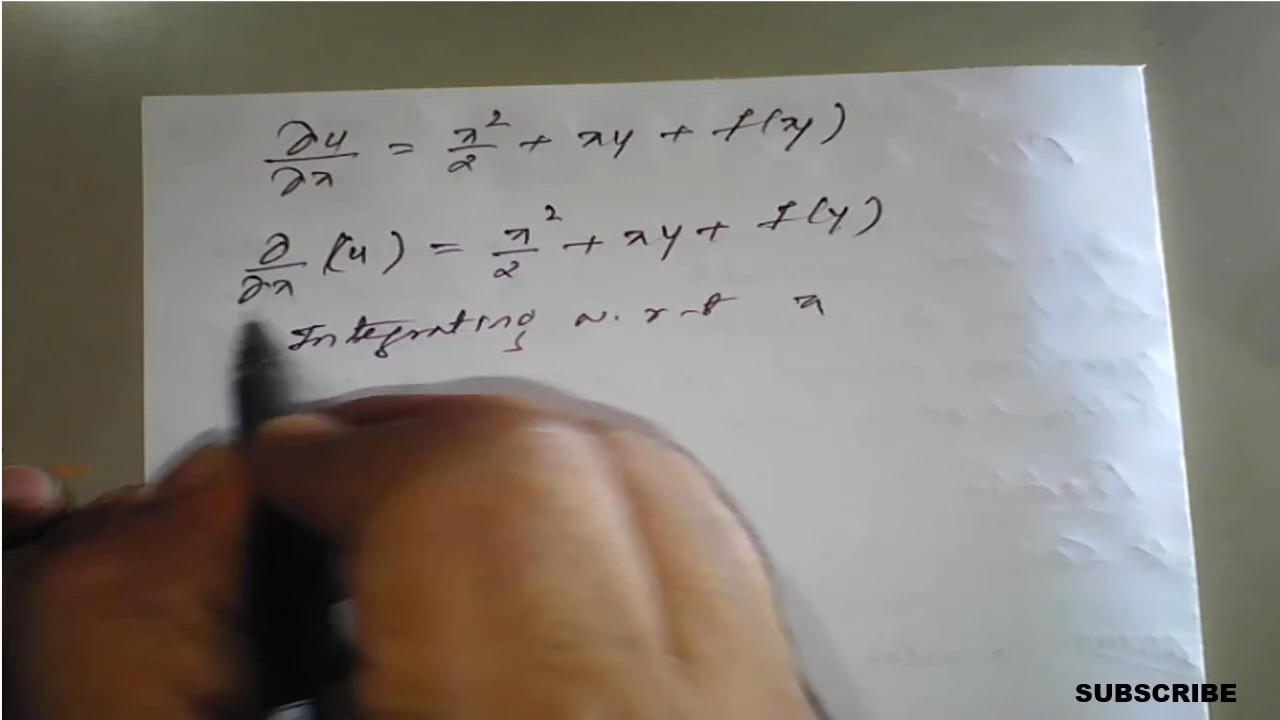 ∂u/∂x = x²/2 + xy + f(y)
∂/∂x (u) = x²/2 + xy + f(y)
Integrating w.r.t x
SUBSCRIBE